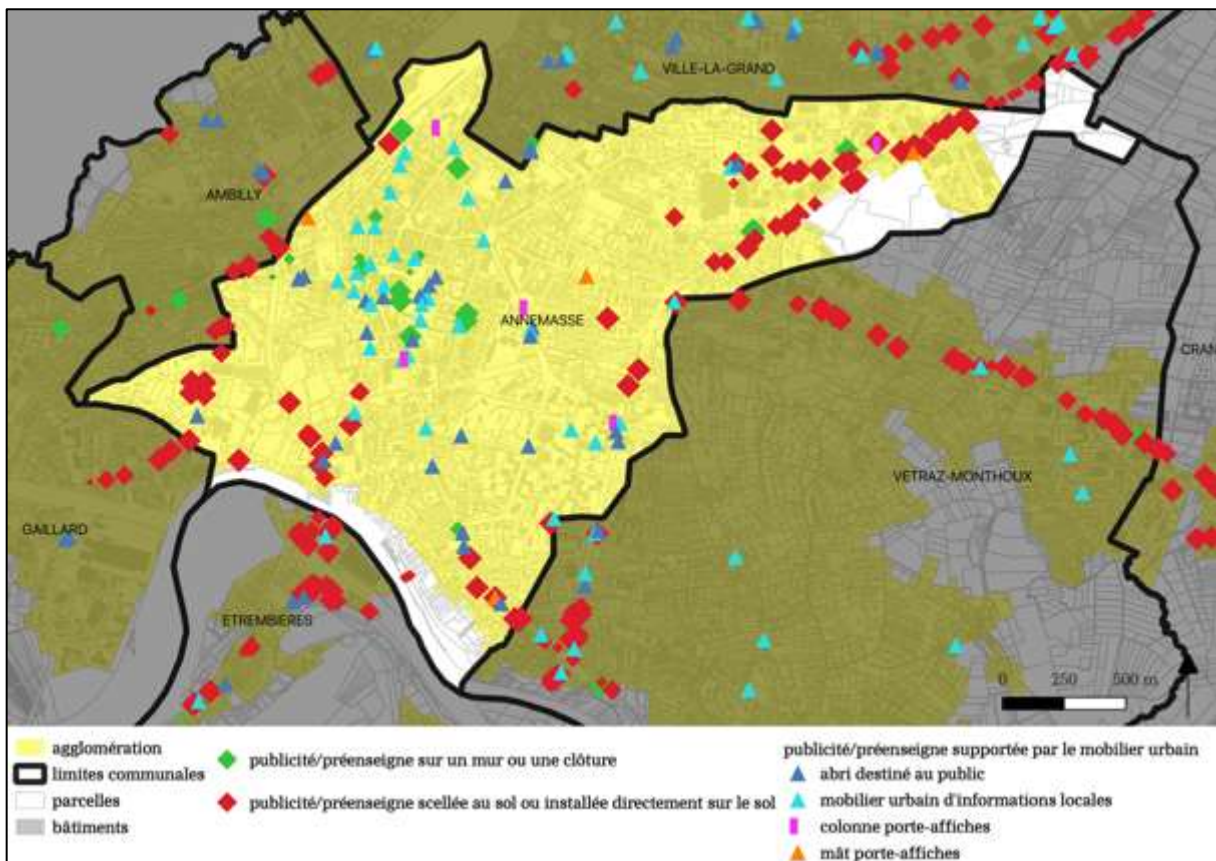 VILLE-LA-GRAND
AMBILLY
ANNEMASSE
CRAN
VETRAZ-MONTHOUX
GAILLARD
ETREMBIERES
0 250 500 m
agglomération
limites communales
parcelles
bâtiments
publicité/préenseigne sur un mur ou une clôture
publicité/préenseigne scellée au sol ou installée directement sur le sol
publicité/préenseigne supportée par le mobilier urbain
abri destiné au public
mobilier urbain d'informations locales
colonne porte-affiches
mât porte-affiches